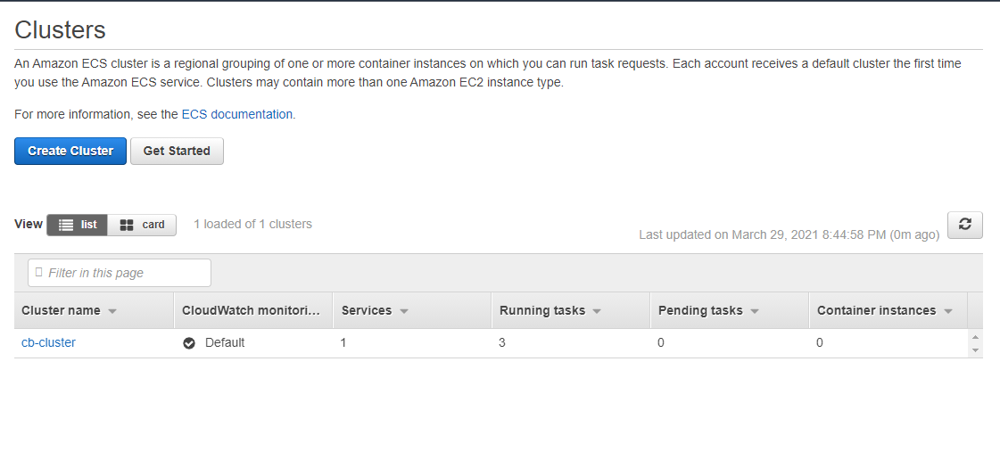 Clusters
An Amazon ECS cluster is a regional grouping of one or more container instances on which you can run task requests. Each account receives a default cluster the first time
you use the Amazon ECS service. Clusters may contain more than one Amazon EC2 instance type.
For more information, see the ECS documentation.
Create Cluster Get Started
View list card 1 loaded of 1 clusters
Last updated on March 29, 2021 8:44:58 PM (0m ago)
Filter in this page
Cluster name CloudWatch monitori... Services Running tasks Pending tasks Container instances
cb-cluster Default 1 3 0 0